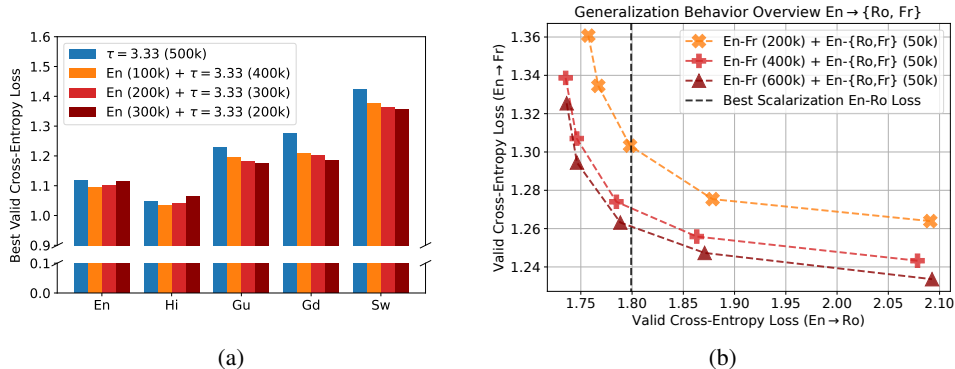 1.6
1.5
1.4
1.3
1.2
1.1
1.0
0.9
0.1
0.0
Best Valid Cross-Entropy Loss
τ = 3.33 (500k)
En (100k) + τ = 3.33 (400k)
En (200k) + τ = 3.33 (300k)
En (300k) + τ = 3.33 (200k)
En Hi Gu Gd Sw
(a)
Generalization Behavior Overview En→{Ro, Fr}
1.36
1.34
1.32
1.30
1.28
1.26
1.24
Valid Cross-Entropy Loss (En→Fr)
En-Fr (200k) + En-{Ro,Fr} (50k)
En-Fr (400k) + En-{Ro,Fr} (50k)
En-Fr (600k) + En-{Ro,Fr} (50k)
Best Scalarization En-Ro Loss
1.75 1.80 1.85 1.90 1.95 2.00 2.05 2.10
Valid Cross-Entropy Loss (En→Ro)
(b)